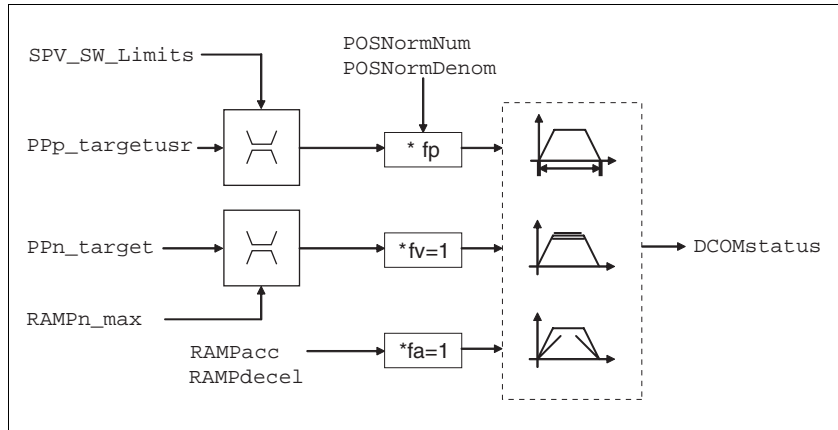 SPV_SW_Limits
POSNormNum
POSNormDenom
PPp_targetusr
* fp
PPn_target
*fv=1
DCOMstatus
RAMPn_max
RAMPacc
RAMPdecel
*fa=1